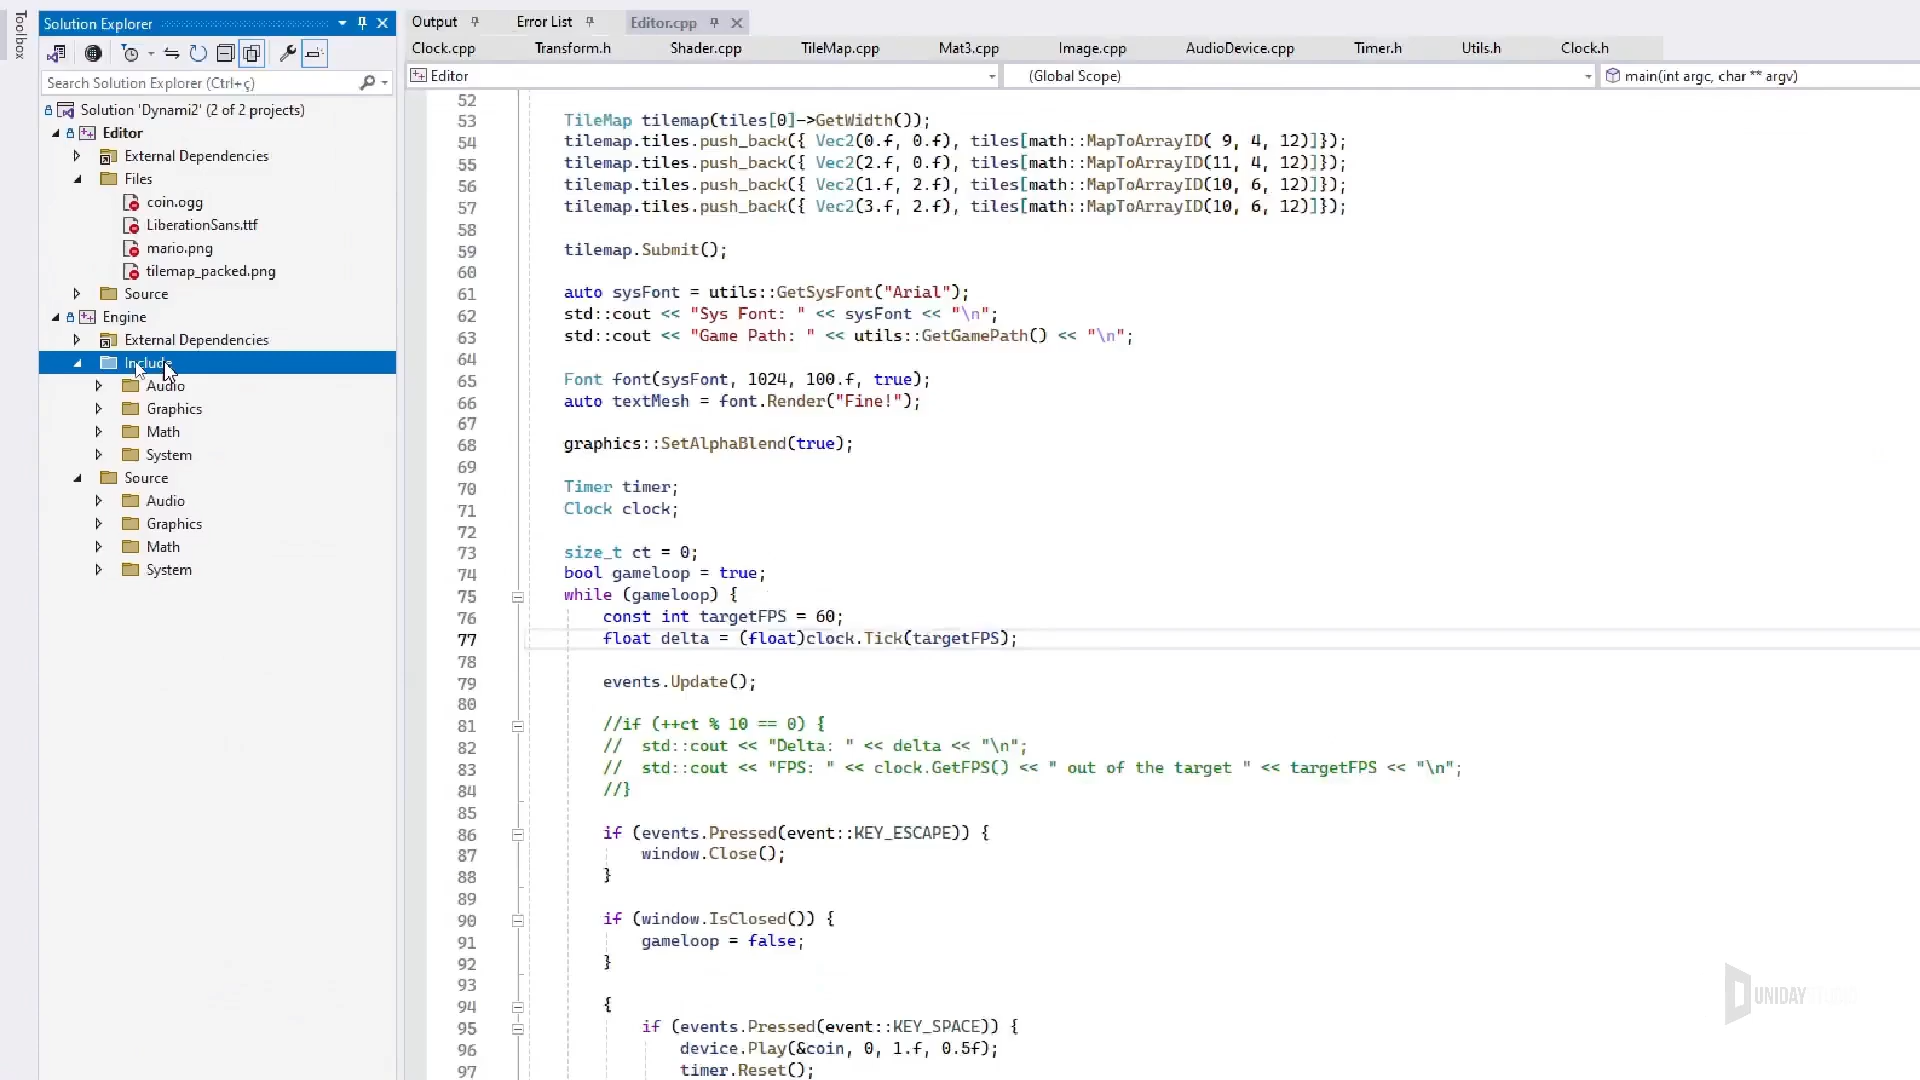 Toolbox
Solution Explorer
Search Solution Explorer (Ctrl+ç)
Solution 'Dynami2' (2 of 2 projects)
Editor
External Dependencies
Files
coin.ogg
LiberationSans.ttf
mario.png
tilemap_packed.png
Source
Engine
External Dependencies
Include
Audio
Graphics
Math
System
Source
Audio
Graphics
Math
System
Output Error List Editor.cpp
Clock.cpp Transform.h Shader.cpp TileMap.cpp Mat3.cpp Image.cpp AudioDevice.cpp Timer.h Utils.h Clock.h
Editor (Global Scope) main(int argc, char ** argv)
52
53 TileMap tilemap(tiles[0]->GetWidth());
54 tilemap.tiles.push_back({ Vec2(0.f, 0.f), tiles[math::MapToArrayID( 9, 4, 12)]});
55 tilemap.tiles.push_back({ Vec2(2.f, 0.f), tiles[math::MapToArrayID(11, 4, 12)]});
56 tilemap.tiles.push_back({ Vec2(1.f, 2.f), tiles[math::MapToArrayID(10, 6, 12)]});
57 tilemap.tiles.push_back({ Vec2(3.f, 2.f), tiles[math::MapToArrayID(10, 6, 12)]});
58
59 tilemap.Submit();
60
61 auto sysFont = utils::GetSysFont("Arial");
62 std::cout << "Sys Font: " << sysFont << "\n";
63 std::cout << "Game Path: " << utils::GetGamePath() << "\n";
64
65 Font font(sysFont, 1024, 100.f, true);
66 auto textMesh = font.Render("Fine!");
67
68 graphics::SetAlphaBlend(true);
69
70 Timer timer;
71 Clock clock;
72
73 size_t ct = 0;
74 bool gameloop = true;
75 while (gameloop) {
76 const int targetFPS = 60;
77 float delta = (float)clock.Tick(targetFPS);
78
79 events.Update();
80
81 //if (++ct % 10 == 0) {
82 // std::cout << "Delta: " << delta << "\n";
83 // std::cout << "FPS: " << clock.GetFPS() << " out of the target " << targetFPS << "\n";
84 //}
85
86 if (events.Pressed(event::KEY_ESCAPE)) {
87 window.Close();
88 }
89
90 if (window.IsClosed()) {
91 gameloop = false;
92 }
93
94 {
95 if (events.Pressed(event::KEY_SPACE)) {
96 device.Play(&coin, 0, 1.f, 0.5f);
97 timer.Reset();
UNIDAY